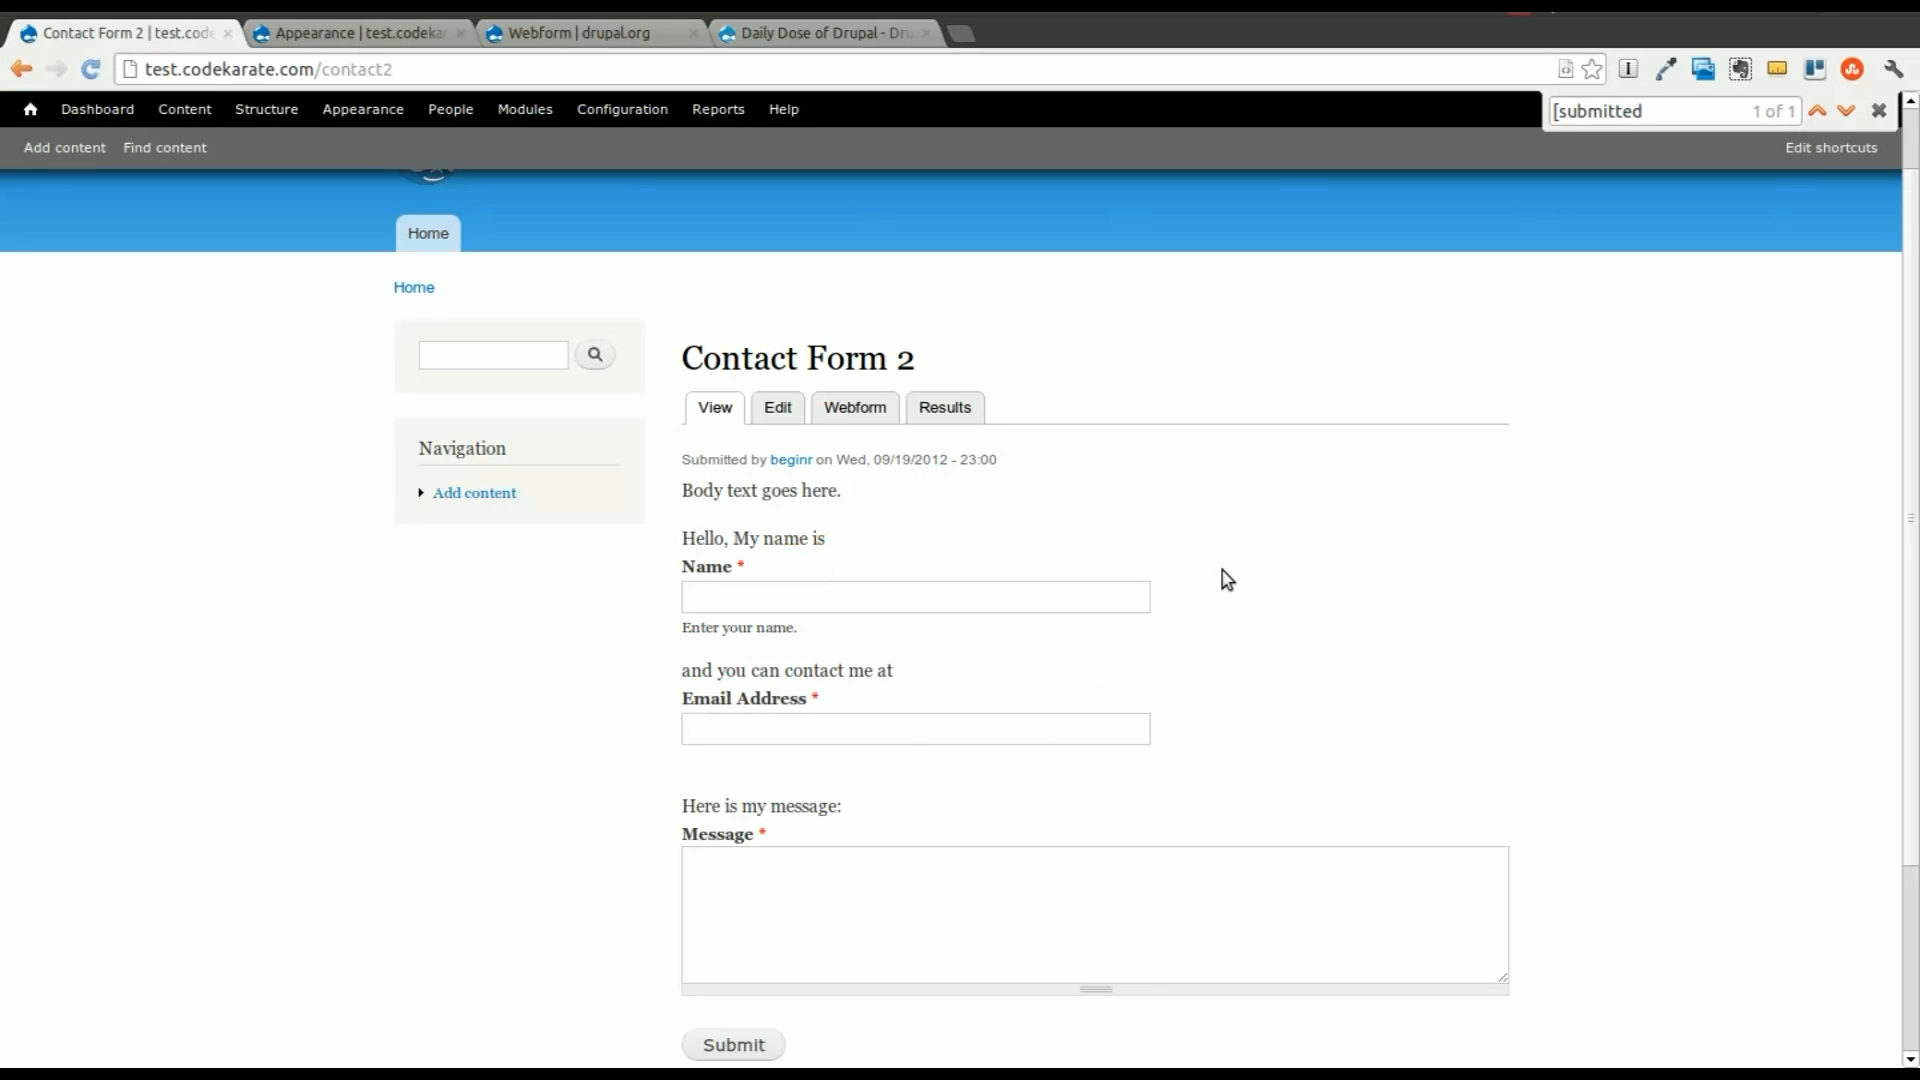 Contact Form 2 | test.code
Appearance | test.codeka
Webform | drupal.org
Daily Dose of Drupal - Dru
test.codekarate.com/contact2
Dashboard Content Structure Appearance People Modules Configuration Reports Help
[submitted 1 of 1
Add content Find content Edit shortcuts
Home
Home
Contact Form 2
View Edit Webform Results
Navigation
Add content
Submitted by beginr on Wed, 09/19/2012 - 23:00
Body text goes here.
Hello, My name is
Name *
Enter your name.
and you can contact me at
Email Address *
Here is my message:
Message *
Submit